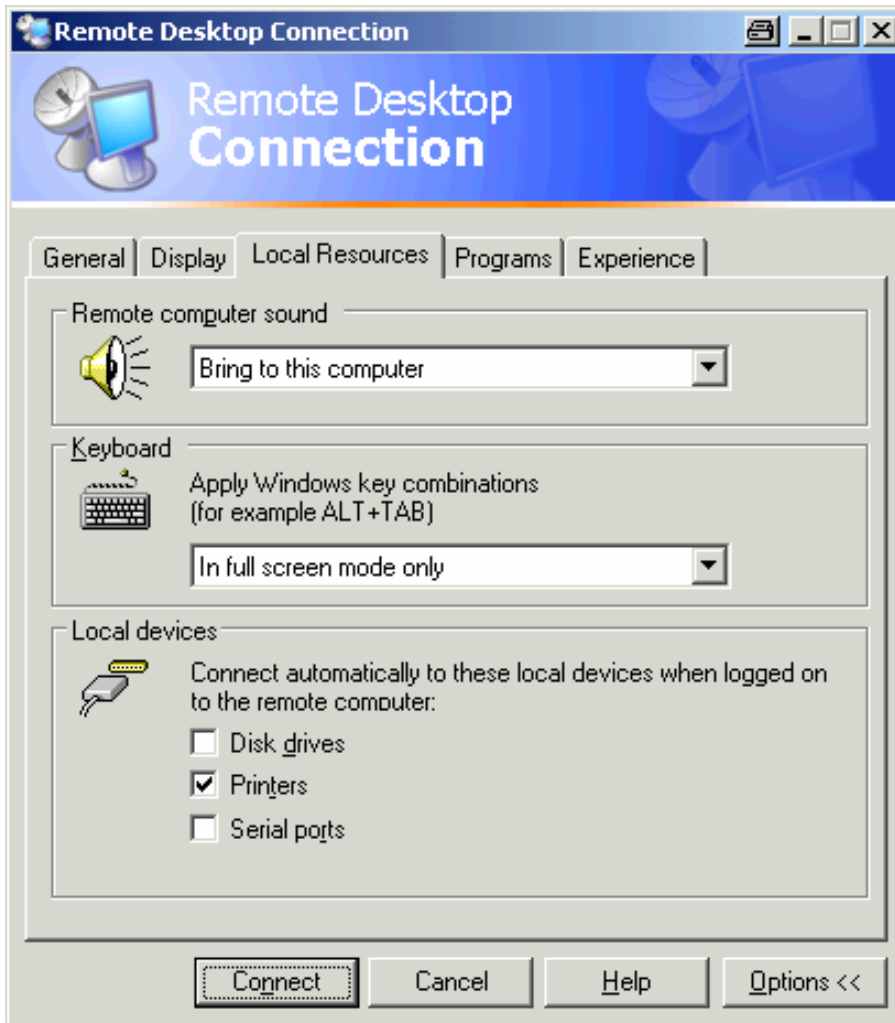 Remote Desktop Connection
Remote Desktop
Connection
General Display Local Resources Programs Experience
Remote computer sound
Bring to this computer
Keyboard
Apply Windows key combinations
(for example ALT+TAB)
In full screen mode only
Local devices
Connect automatically to these local devices when logged on
to the remote computer:
Disk drives
Printers
Serial ports
Connect Cancel Help Options <<